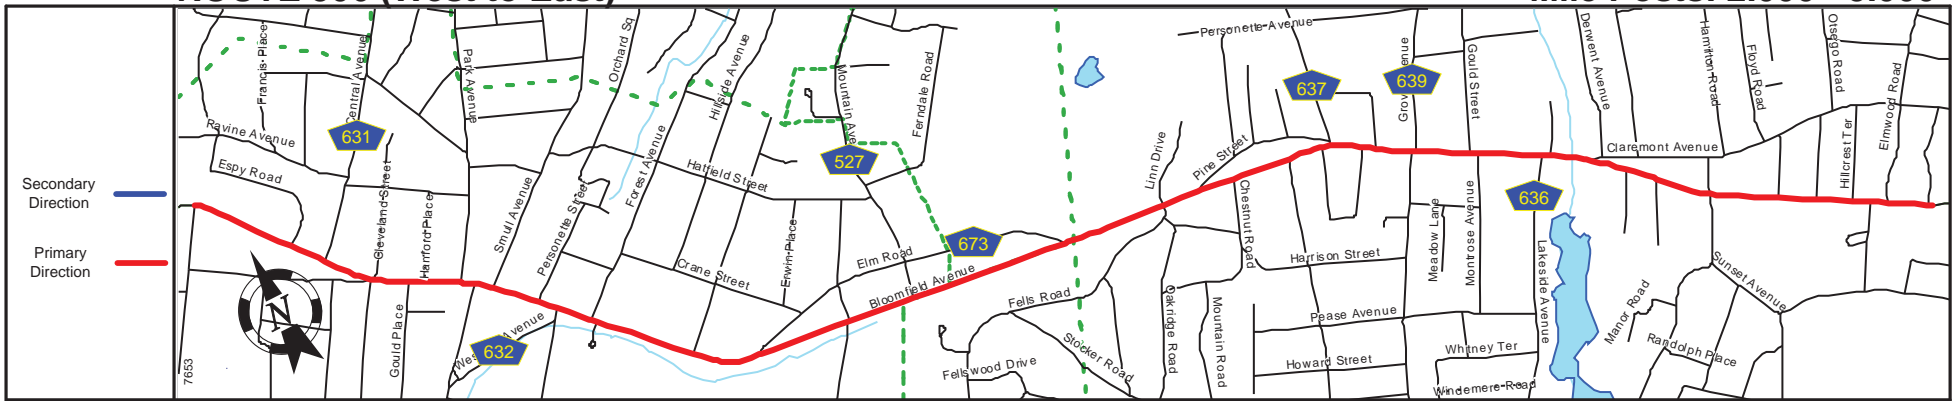 Secondary
Direction
Primary
Direction
Francis Place
Central Avenue
Park Avenue
Orchard Sq
Hillside Avenue
Mountain Ave
Ferndale Road
Personette Avenue
Gould Street
Derwent Avenue
Hamilton Road
Floyd Road
Otsego Road
Elmwood Road
637
639
Ravine Avenue
631
Espy Road
Cleveland Street
Hartford Place
Smull Avenue
Personette Street
Forest Avenue
Hatfield Street
527
Linn Drive
Pine Street
Chestnut Road
Claremont Avenue
Hillcrest Ter
636
Meadow Lane
Montrose Avenue
Lakeside Avenue
Erwin Place
Crane Street
Elm Road
673
Bloomfield Avenue
Harrison Street
Sunset Avenue
N
Gould Place
632
Avenue
Fells Road
Stocker Road
Fellswood Drive
Oakridge Road
Mountain Road
Pease Avenue
Howard Street
Whitney Ter
Windemere Road
Manor Road
Randolph Place
7653